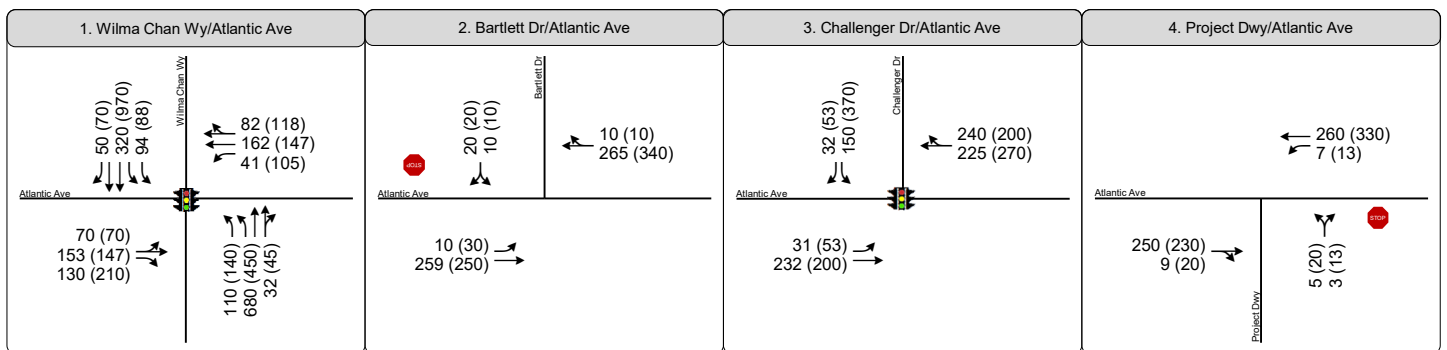 1. Wilma Chan Wy/Atlantic Ave
50 (70)
320 (970)
94 (88)
Wilma Chan Wy
82 (118)
162 (147)
41 (105)
Atlantic Ave
70 (70)
153 (147)
130 (210)
110 (140)
680 (450)
32 (45)
2. Bartlett Dr/Atlantic Ave
STOP
20 (20)
10 (10)
Bartlett Dr
10 (10)
265 (340)
10 (30)
259 (250)
3. Challenger Dr/Atlantic Ave
32 (53)
150 (370)
Challenger Dr
240 (200)
225 (270)
31 (53)
232 (200)
4. Project Dwy/Atlantic Ave
260 (330)
7 (13)
Atlantic Ave
STOP
250 (230)
9 (20)
Project Dwy
5 (20)
3 (13)